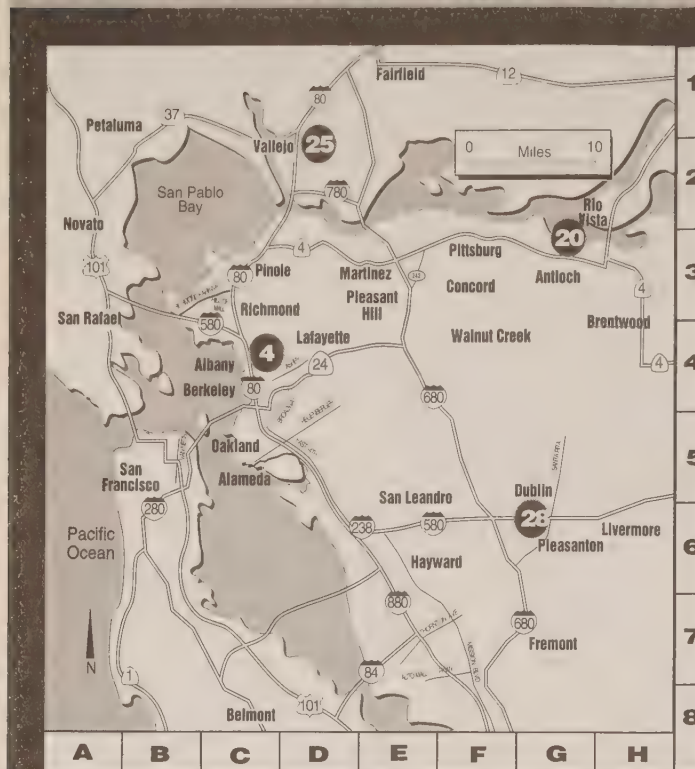 Fairfield
12
1
80
37
Petaluma
Vallejo
25
0 Miles 10
San Pablo
Bay
780
2
Rio
Vista
Novato
20
4
Pittsburg
101
80
Pinole
Martinez
242
Antioch
3
Concord
Richmond
Pleasant
Hill
4
San Rafael
580
Lafayette
Brentwood
4
Walnut Creek
Albany
24
4
4
Berkeley
80
680
Oakland
5
San
Francisco
Alameda
San Leandro
Dublin
280
238
580
28
Livermore
6
Pacific
Ocean
Pleasanton
Hayward
880
N
680
7
Fremont
1
84
Belmont
101
8
A B C D E F G H